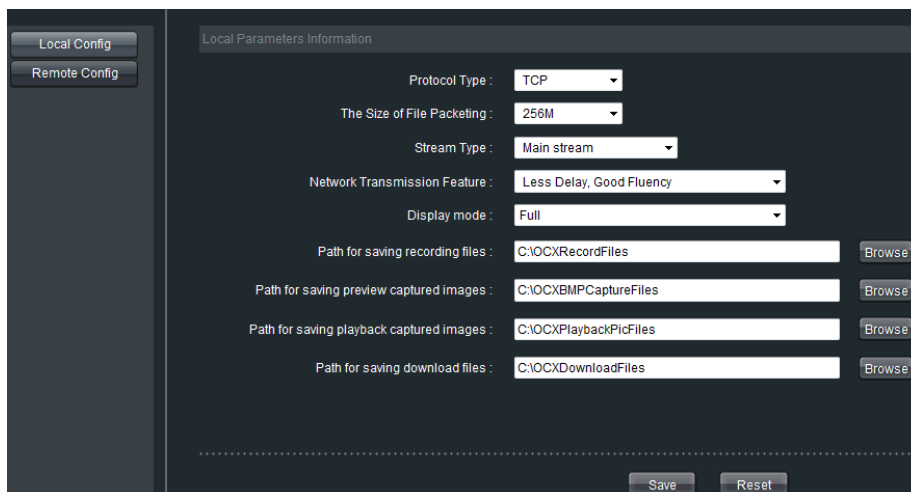 Local Config
Remote Config
Local Parameters Information
Protocol Type : TCP
The Size of File Packeting : 256M
Stream Type : Main stream
Network Transmission Feature : Less Delay, Good Fluency
Display mode : Full
Path for saving recording files : C:\OCXRecordFiles Browse
Path for saving preview captured images : C:\OCXBMPCaptureFiles Browse
Path for saving playback captured images : C:\OCXPlaybackPicFiles Browse
Path for saving download files : C:\OCXDownloadFiles Browse
Save Reset